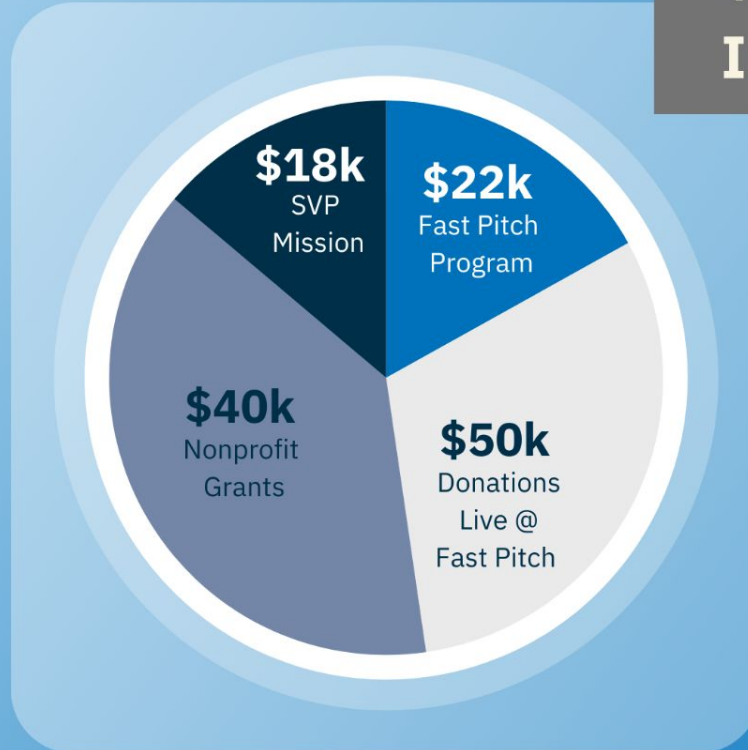 I
$18k
SVP
Mission
$22k
Fast Pitch
Program
$40k
Nonprofit
Grants
$50k
Donations
Live @
Fast Pitch